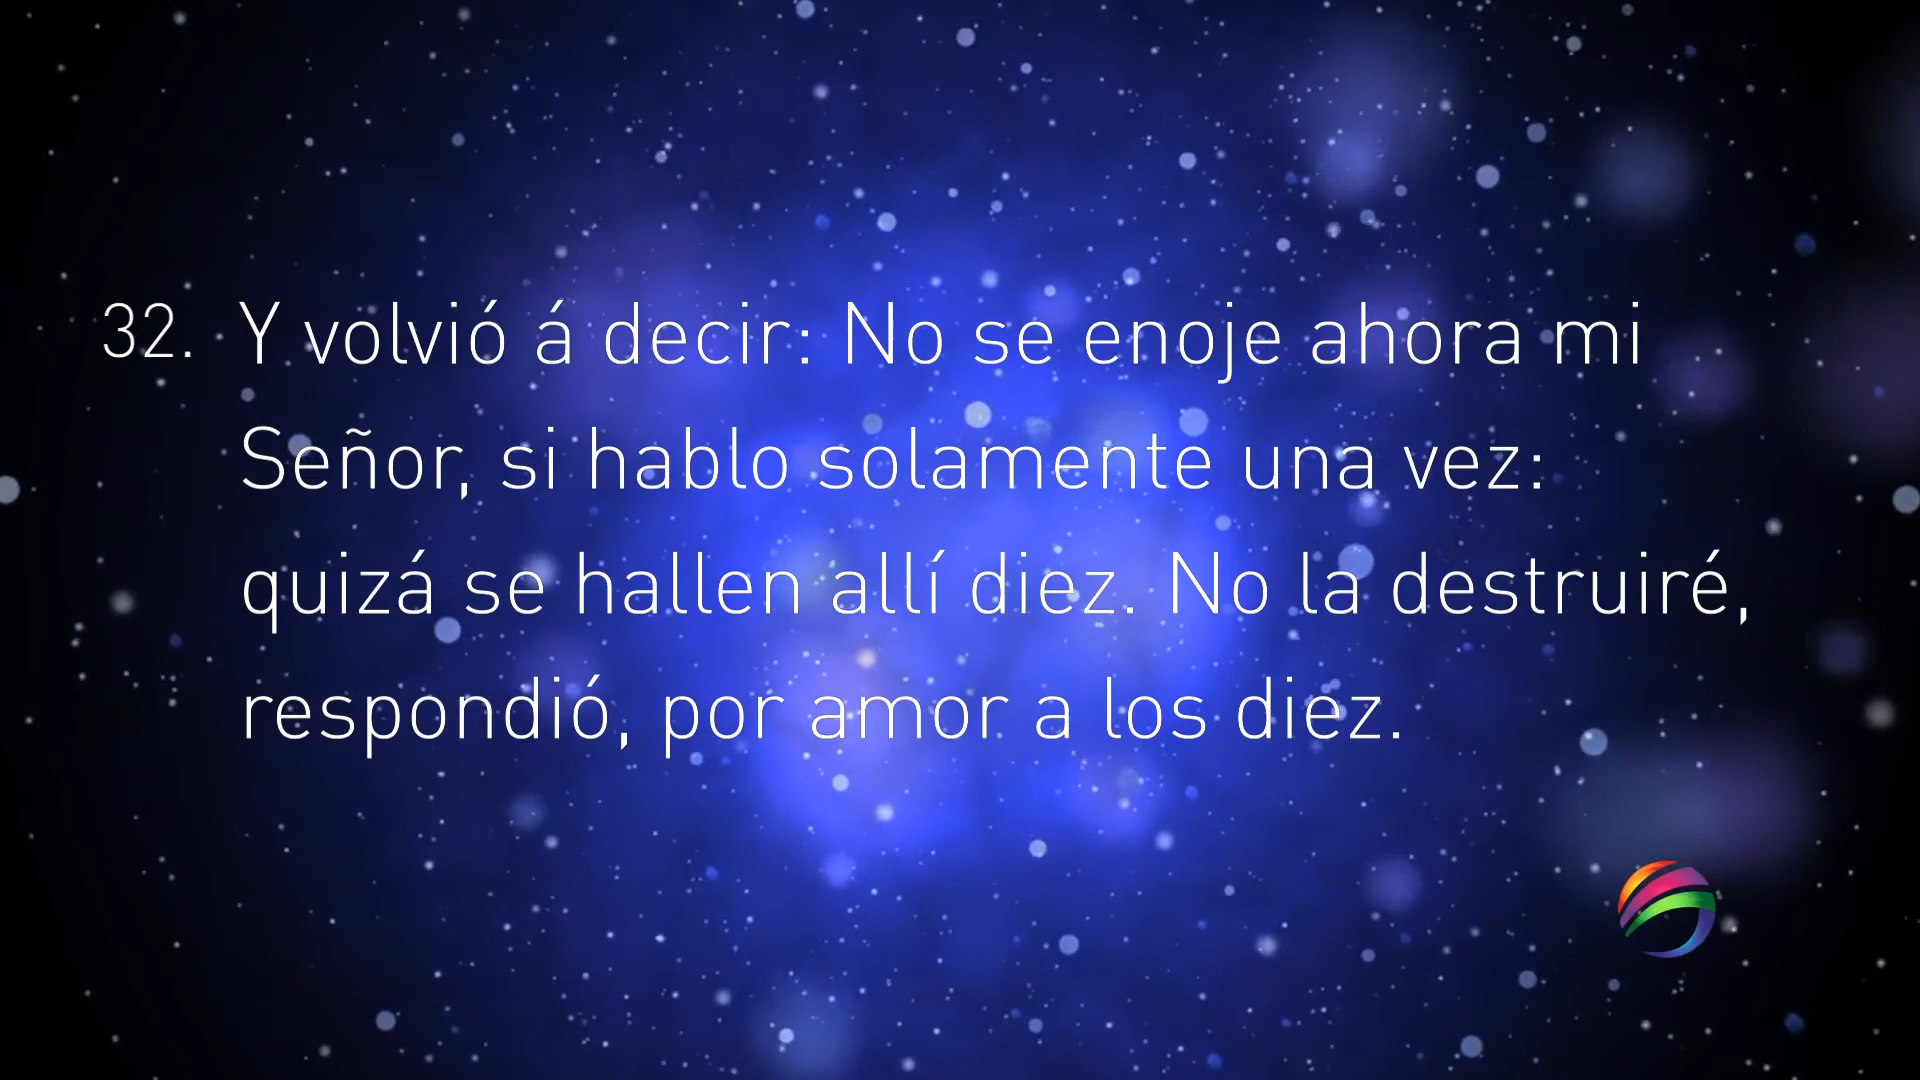 32. Y volvió á decir: No se enoje ahora mi
Señor, si hablo solamente una vez:
quizá se hallen allí diez. No la destruiré,
respondió, por amor a los diez.